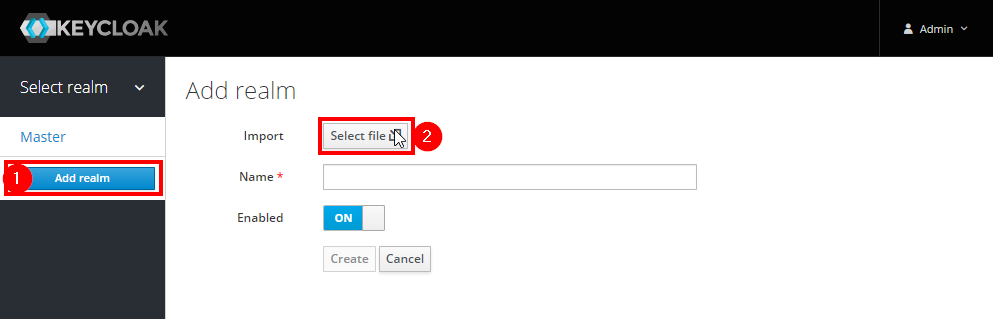 KEYCLOAK
Admin
Select realm
Master
1 Add realm
Add realm
Import Select file 2
Name *
Enabled ON
Create Cancel